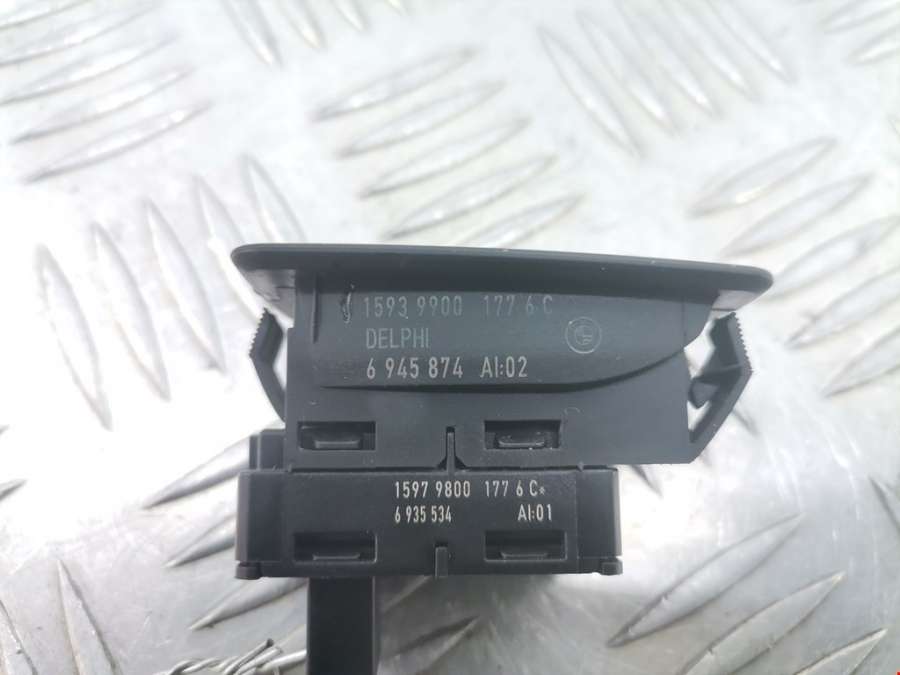 1593 9900 177 6 C
DELPHI
6 945 874 AI:02
1597 9800 177 6 C*
6 935 534 AI:01